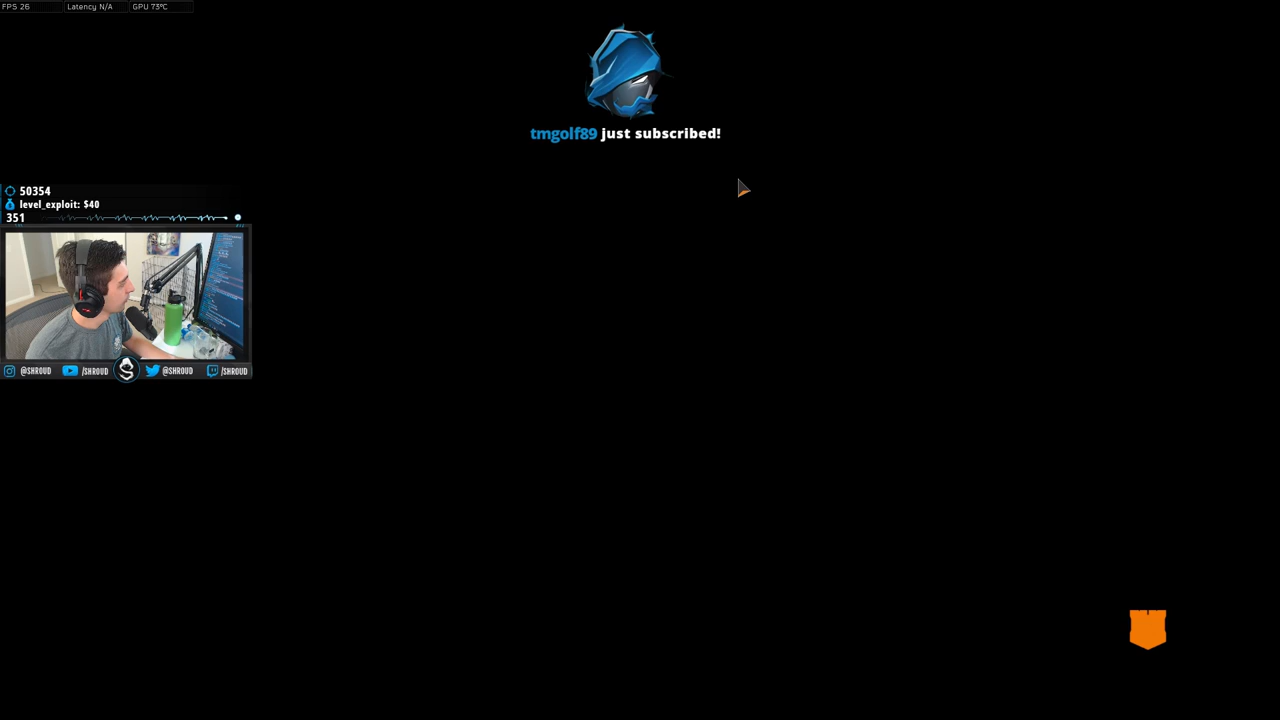 FPS 26
Latency N/A
GPU 73°C
tmgolf89 just subscribed!
50354
level_exploit: $40
351
@SHROUD
/SHROUD
@SHROUD
/SHROUD